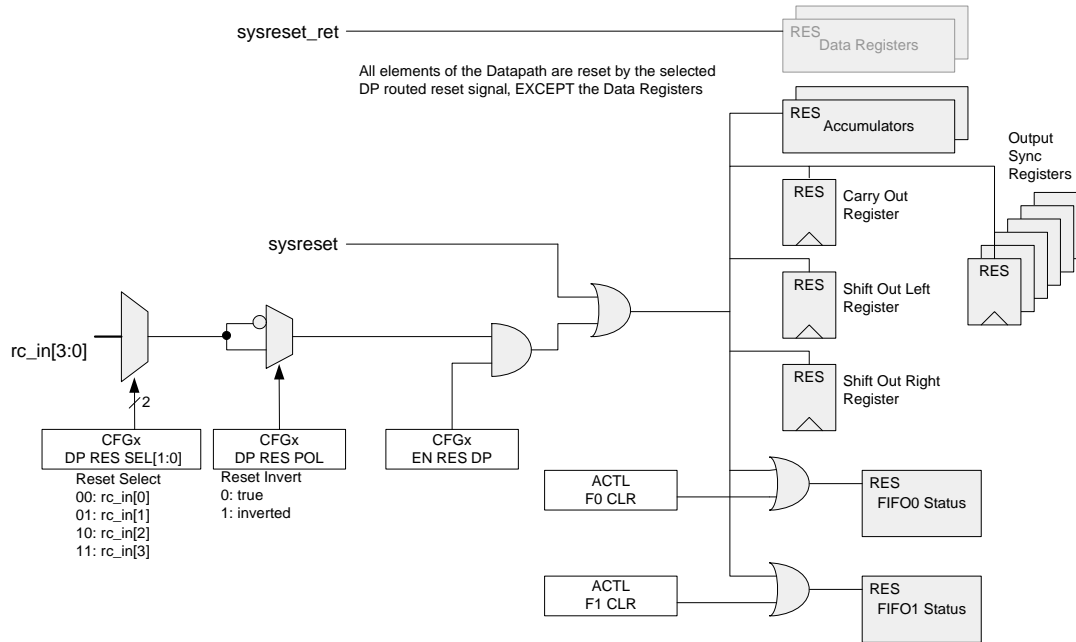 sysreset_ret
RES
Data Registers
All elements of the Datapath are reset by the selected
DP routed reset signal, EXCEPT the Data Registers
RES
Accumulators
Output
Sync
Registers
RES
Carry Out
Register
sysreset
RES
Shift Out Left
Register
RES
rc_in[3:0]
RES
Shift Out Right
Register
2
CFGx
DP RES SEL[1:0]
CFGx
DP RES POL
CFGx
EN RES DP
Reset Select
00: rc_in[0]
01: rc_in[1]
10: rc_in[2]
11: rc_in[3]
Reset Invert
0: true
1: inverted
ACTL
F0 CLR
RES
FIFO0 Status
ACTL
F1 CLR
RES
FIFO1 Status